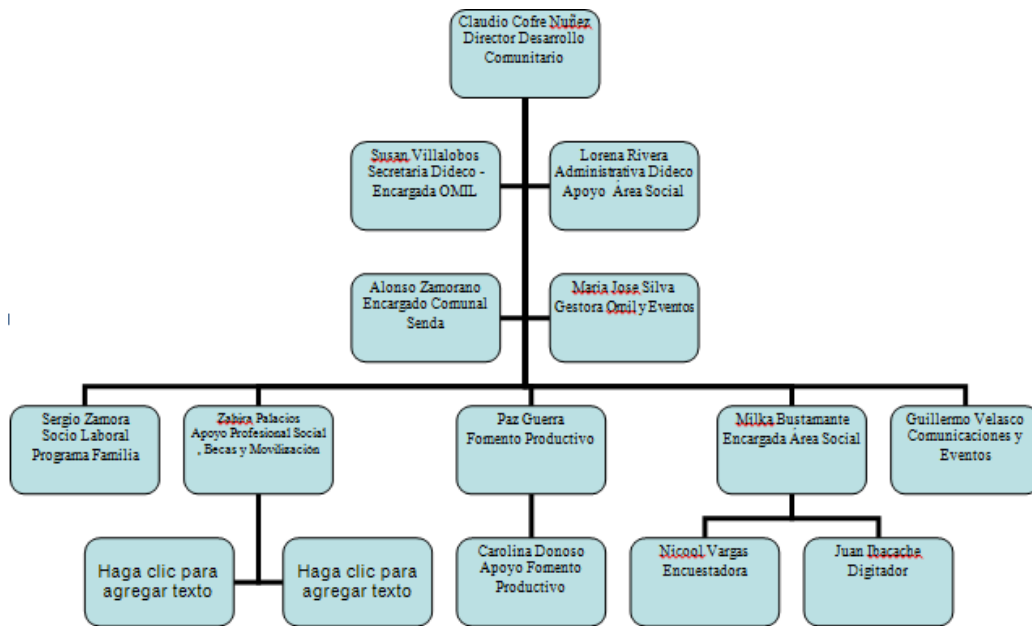 Claudio Cofre Nuñez
Director Desarrollo
Comunitario
Susan Villalobos
Secretaria Dideco -
Encargada OMIL
Lorena Rivera
Administrativa Dideco
Apoyo Área Social
Alonso Zamorano
Encargado Comunal
Senda
Maria Jose Silva
Gestora Omil y Eventos
Sergio Zamora
Socio Laboral
Programa Familia
Zahira Palacios
Apoyo Profesional Social
, Becas y Movilización
Paz Guerra
Fomento Productivo
Milka Bustamante
Encargada Área Social
Guillermo Velasco
Comunicaciones y
Eventos
Haga clic para
agregar texto
Haga clic para
agregar texto
Carolina Donoso
Apoyo Fomento
Productivo
Nicool Vargas
Encuestadora
Juan Ibacache
Digitador